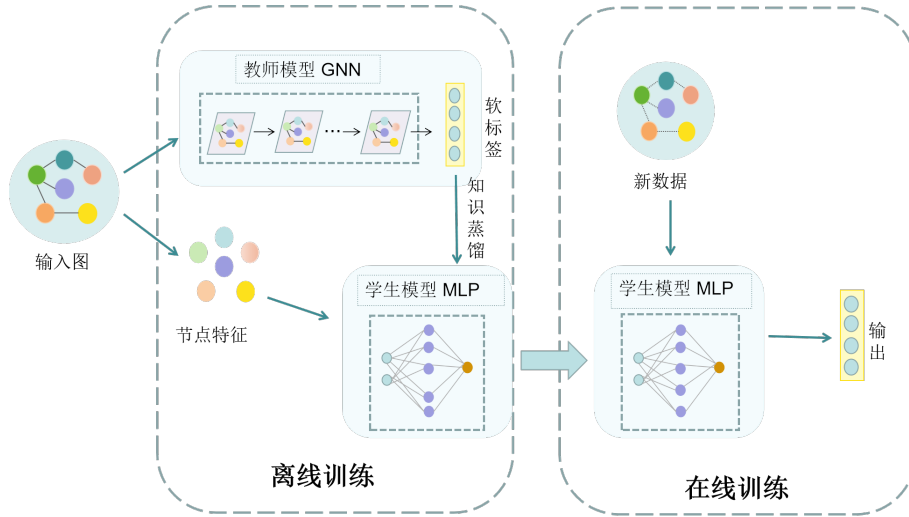 教师模型 GNN
软标签
输入图
知识蒸馏
节点特征
学生模型 MLP
离线训练
新数据
学生模型 MLP
输出
在线训练